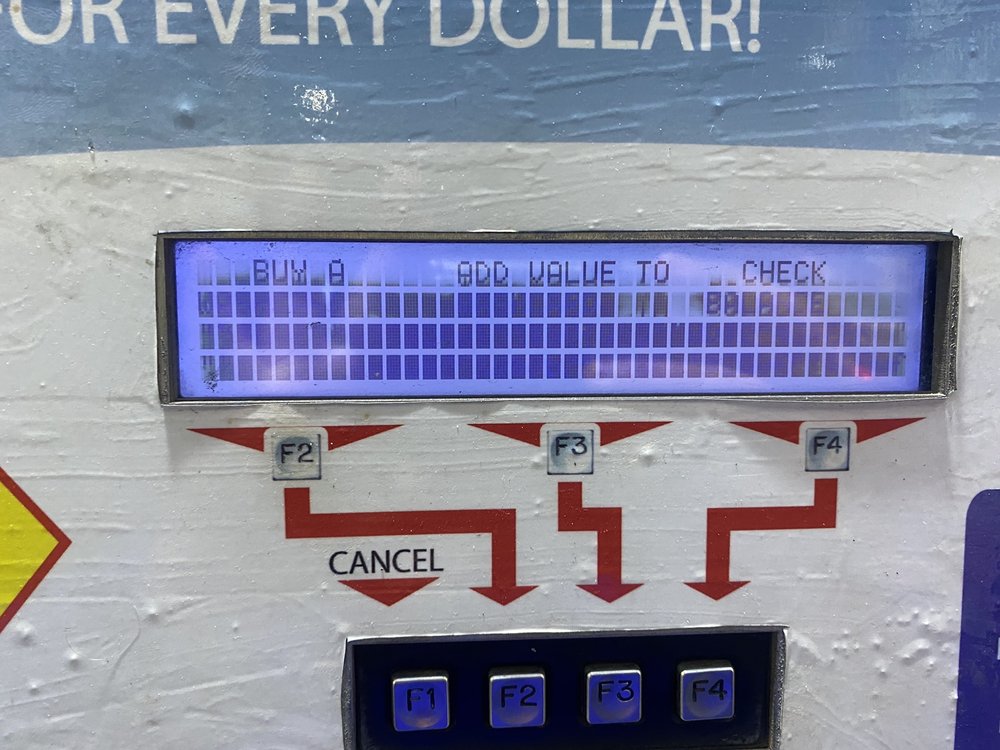 FOR EVERY DOLLAR!
BUY A ADD VALUE TO CHECK
F2 F3 F4
CANCEL
F1 F2 F3 F4